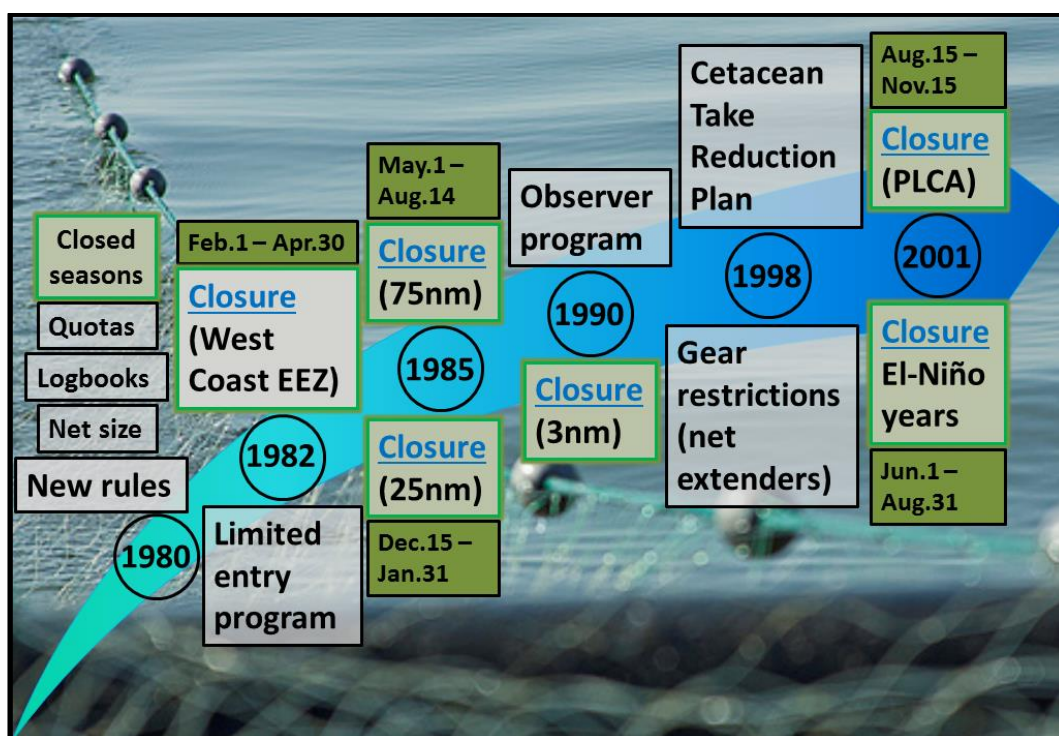 Closed
seasons
Quotas
Logbooks
Net size
New rules
1980
Feb.1 – Apr.30
Closure
(West
Coast EEZ)
1982
Limited
entry
program
May.1 –
Aug.14
Closure
(75nm)
1985
Closure
(25nm)
Dec.15 –
Jan.31
Observer
program
1990
Closure
(3nm)
Cetacean
Take
Reduction
Plan
1998
Gear
restrictions
(net
extenders)
Aug.15 –
Nov.15
Closure
(PLCA)
2001
Closure
El-Niño
years
Jun.1 –
Aug.31